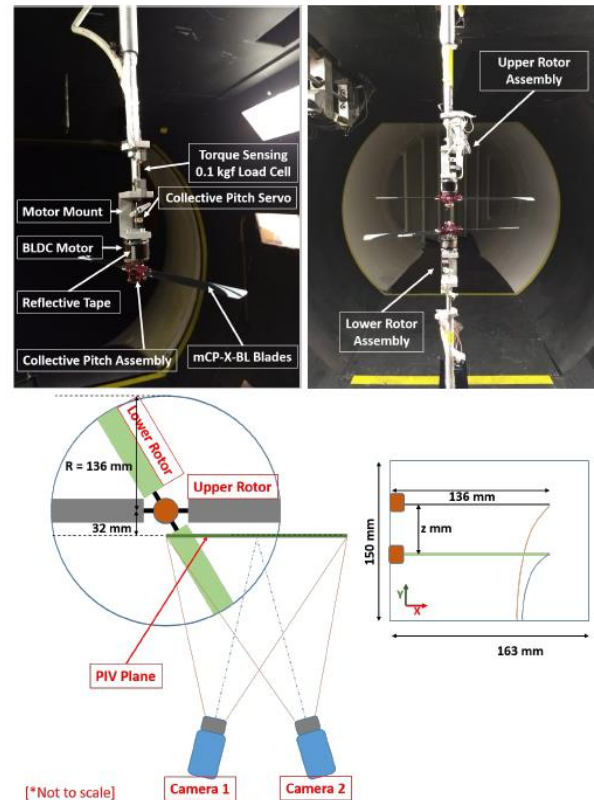 Torque Sensing
0.1 kgf Load Cell
Collective Pitch Servo
Motor Mount
BLDC Motor
Reflective Tape
Collective Pitch Assembly
mCP-X-BL Blades
Upper Rotor
Assembly
Lower Rotor
Assembly
R = 136 mm
32 mm
Lower Rotor
Upper Rotor
PIV Plane
Camera 1
Camera 2
[*Not to scale]
136 mm
z mm
150 mm
Y
X
163 mm